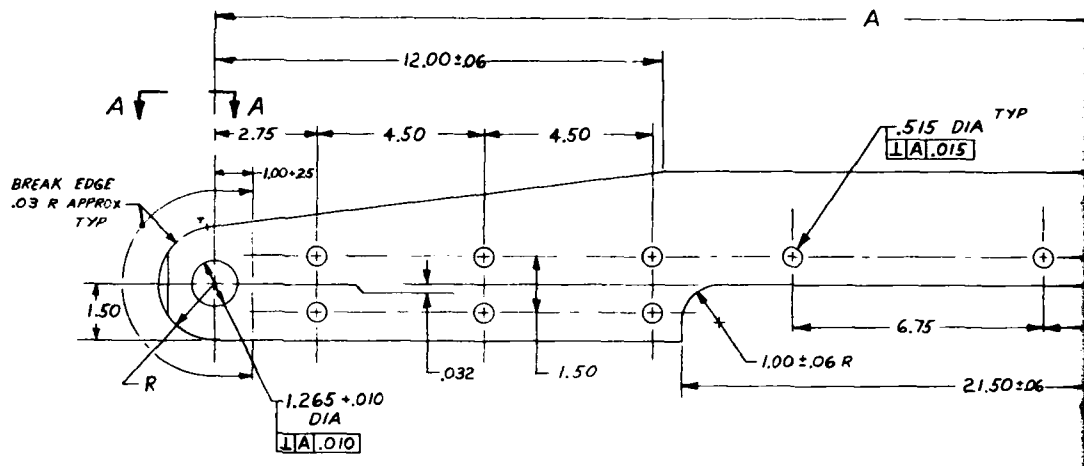 A
12.00±.06
A A
2.75 4.50 4.50
TYP
.515 DIA
⊥ A .015
1.00+.25
BREAK EDGE
.03 R APPROX
TYP
1.50
6.75
R
.032
1.50
1.00±.06 R
21.50±.06
1.265+.010
DIA
⊥ A .010